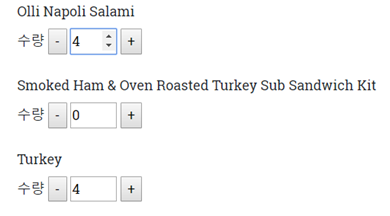 Olli Napoli Salami
수량 - 4 +
Smoked Ham & Oven Roasted Turkey Sub Sandwich Kit
수량 - 0 +
Turkey
수량 - 4 +